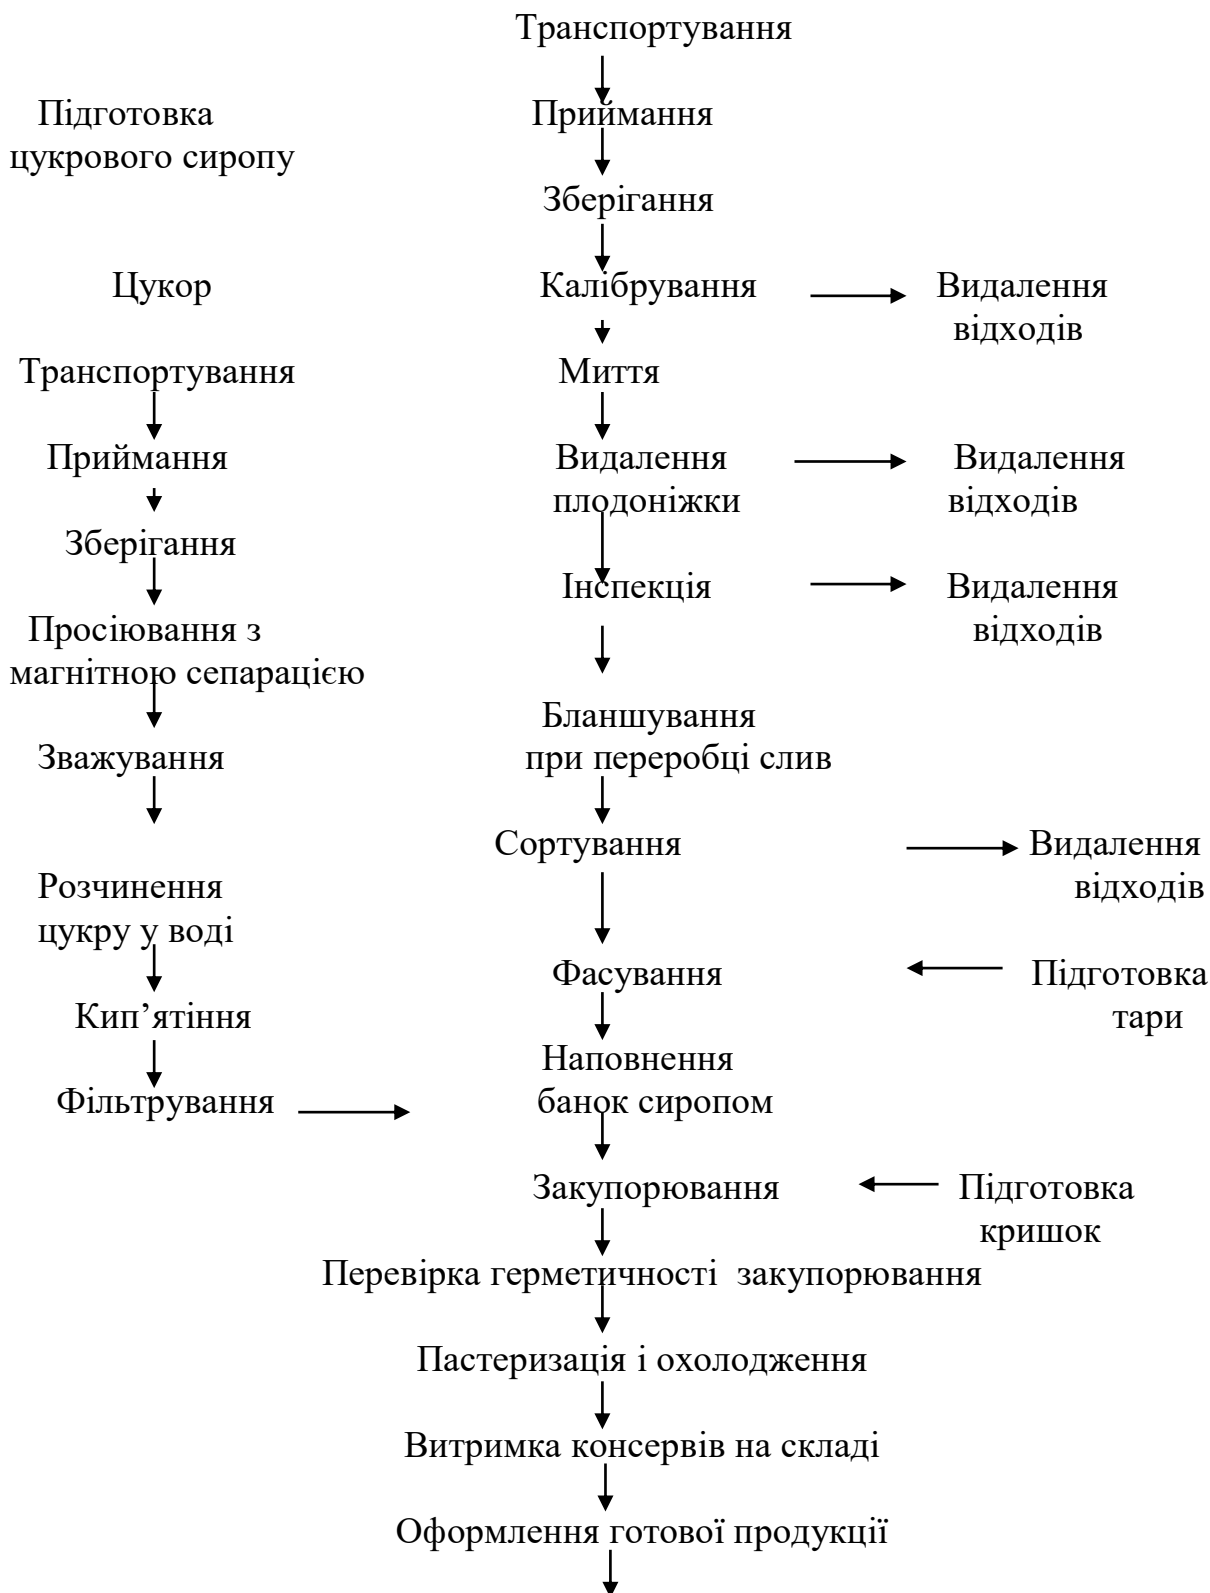 Транспортування
Підготовка
цукрового сиропу
Приймання
Зберігання
Цукор
Калібрування
Видалення
відходів
Транспортування
Миття
Приймання
Видалення
плодоніжки
Видалення
відходів
Зберігання
Інспекція
Видалення
відходів
Просіювання з
магнітною сепарацією
Бланшування
при переробці слив
Зважування
Сортування
Видалення
відходів
Розчинення
цукру у воді
Фасування
Підготовка
тари
Кип’ятіння
Наповнення
банок сиропом
Фільтрування
Закупорювання
Підготовка
кришок
Перевірка герметичності закупорювання
Пастеризація і охолодження
Витримка консервів на складі
Оформлення готової продукції